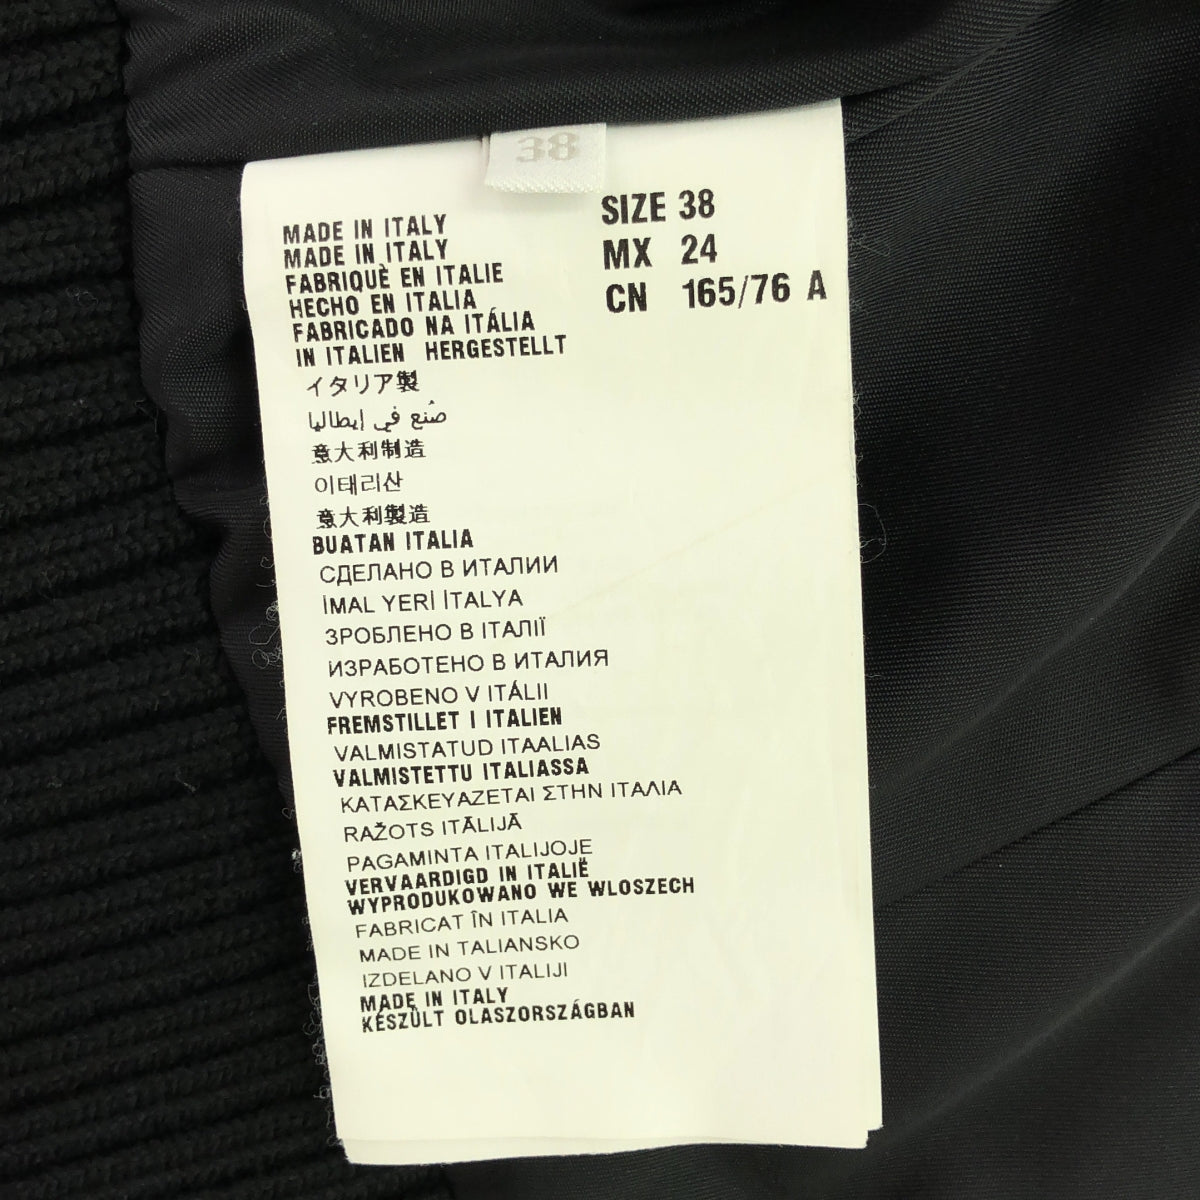 38
SIZE 38
MX 24
CN 165/76 A
MADE IN ITALY
MADE IN ITALY
FABRIQUÈ EN ITALIE
HECHO EN ITALIA
FABRICADO NA ITÁLIA
IN ITALIEN HERGESTELLT
イタリア製
صُنع في إيطاليا
意大利制造
이태리산
意大利製造
BUATAN ITALIA
СДЕЛАНО В ИТАЛИИ
İMAL YERİ İTALYA
ЗРОБЛЕНО В ІТАЛІЇ
ИЗРАБОТЕНО В ИТАЛИЯ
VYROBENO V ITÁLII
FREMSTILLET I ITALIEN
VALMISTATUD ITAALIAS
VALMISTETTU ITALIASSA
ΚΑΤΑΣΚΕΥΑΖΕΤΑΙ ΣΤΗΝ ΙΤΑΛΙΑ
RAŽOTS ITĀLIJĀ
PAGAMINTA ITALIJOJE
VERVAARDIGD IN ITALIË
WYPRODUKOWANO WE WLOSZECH
FABRICAT ÎN ITALIA
MADE IN TALIANSKO
IZDELANO V ITALIJI
MADE IN ITALY
KÉSZÜLT OLASZORSZÁGBAN